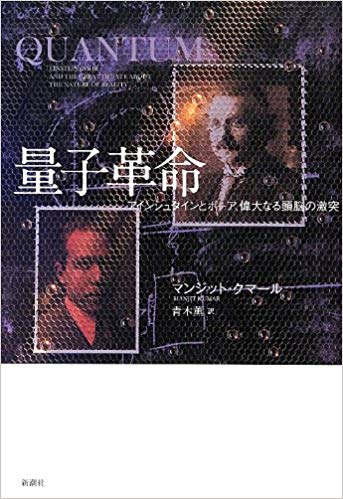 QUANTUM
EINSTEIN, BOHR
AND THE GREAT DEBATE ABOUT
THE NATURE OF REALITY
量子革命
アインシュタインとボーア、偉大なる頭脳の激突
マンジット・クマール
MANJIT KUMAR
青木薫 訳
新潮社